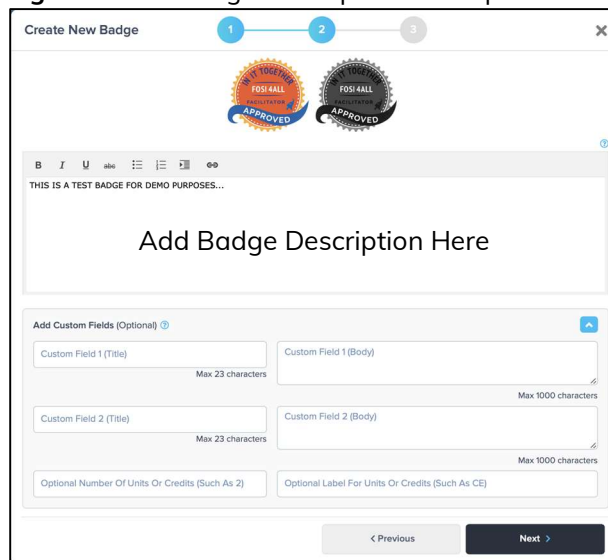 Create New Badge
1
2
3
IN IT TOGETHER
FOSI 4ALL
FACILITATOR
APPROVED
IN IT TOGETHER
FOSI 4ALL
FACILITATOR
APPROVED
B I U abc
THIS IS A TEST BADGE FOR DEMO PURPOSES...
Add Badge Description Here
Add Custom Fields (Optional)
Custom Field 1 (Title)
Custom Field 1 (Body)
Max 23 characters
Max 1000 characters
Custom Field 2 (Title)
Custom Field 2 (Body)
Max 23 characters
Max 1000 characters
Optional Number Of Units Or Credits (Such As 2)
Optional Label For Units Or Credits (Such As CE)
< Previous
Next >